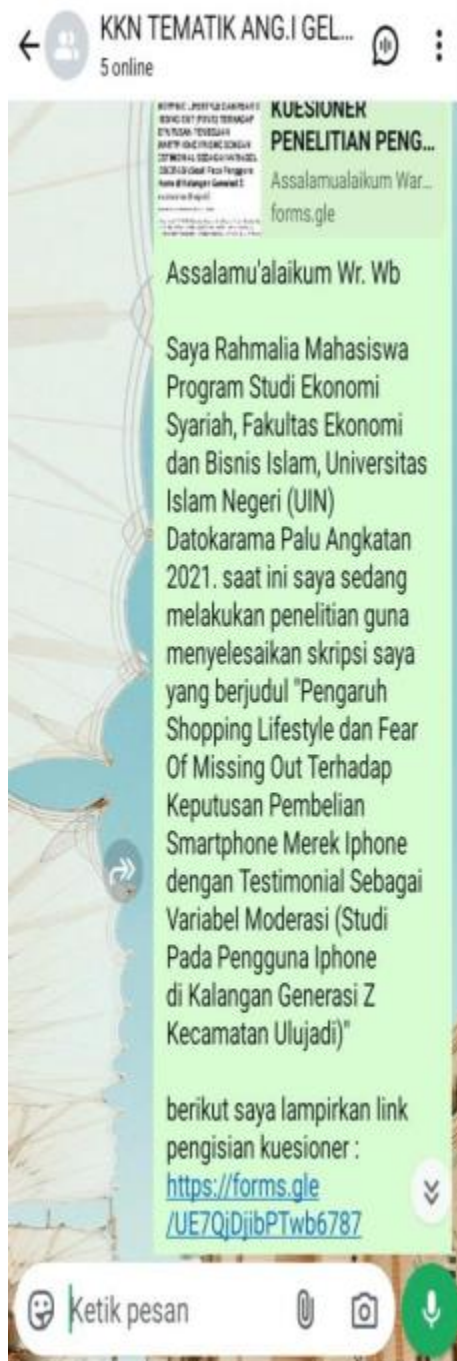 KKN TEMATIK ANG.I GEL...
5 online
KUESIONER
PENELITIAN PENG...
Assalamualaikum War...
forms.gle
Assalamu'alaikum Wr. Wb
Saya Rahmalia Mahasiswa
Program Studi Ekonomi
Syariah, Fakultas Ekonomi
dan Bisnis Islam, Universitas
Islam Negeri (UIN)
Datokarama Palu Angkatan
2021. saat ini saya sedang
melakukan penelitian guna
menyelesaikan skripsi saya
yang berjudul "Pengaruh
Shopping Lifestyle dan Fear
Of Missing Out Terhadap
Keputusan Pembelian
Smartphone Merek Iphone
dengan Testimonial Sebagai
Variabel Moderasi (Studi
Pada Pengguna Iphone
di Kalangan Generasi Z
Kecamatan Ulujadi)"
berikut saya lampirkan link
pengisian kuesioner :
https://forms.gle
/UE7QjDjibPTwb6787
Ketik pesan